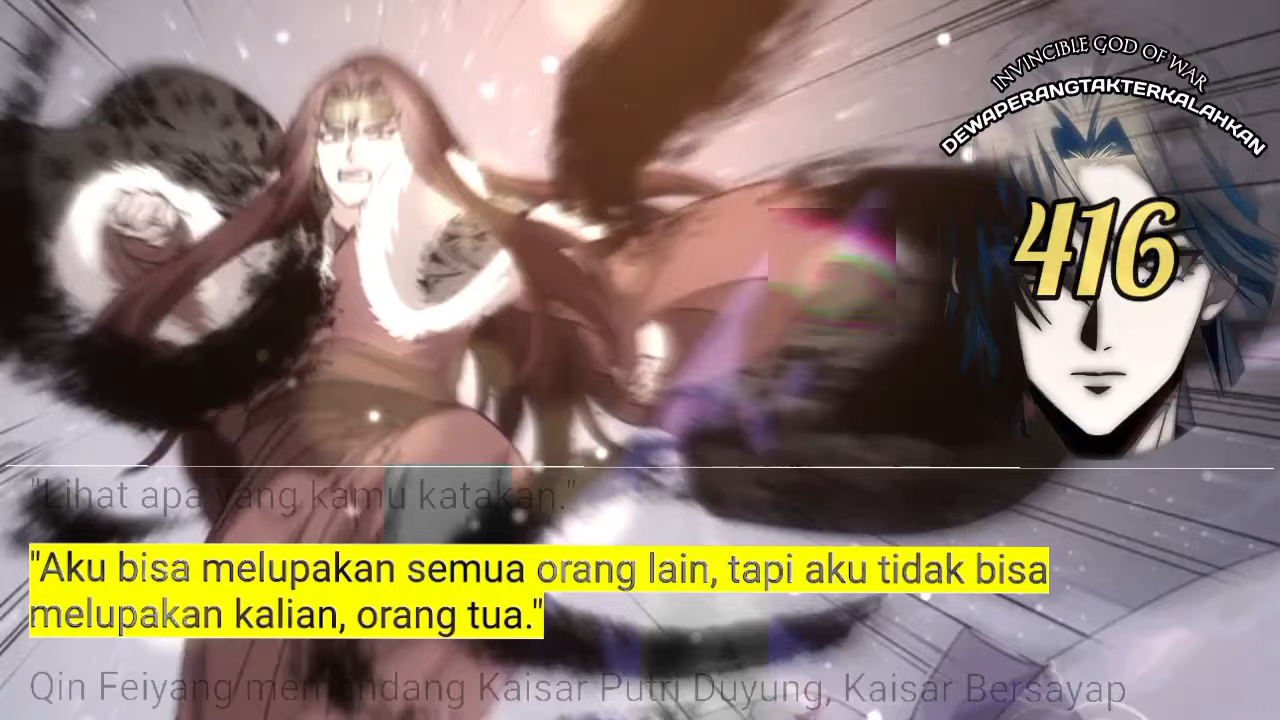 INVINCIBLE GOD OF WAR
DEWAPERANGTAKTERKALAHKAN
416
"Lihat apa yang kamu katakan."
"Aku bisa melupakan semua orang lain, tapi aku tidak bisa
melupakan kalian, orang tua."
Qin Feiyang memandang Kaisar Putri Duyung, Kaisar Bersayap